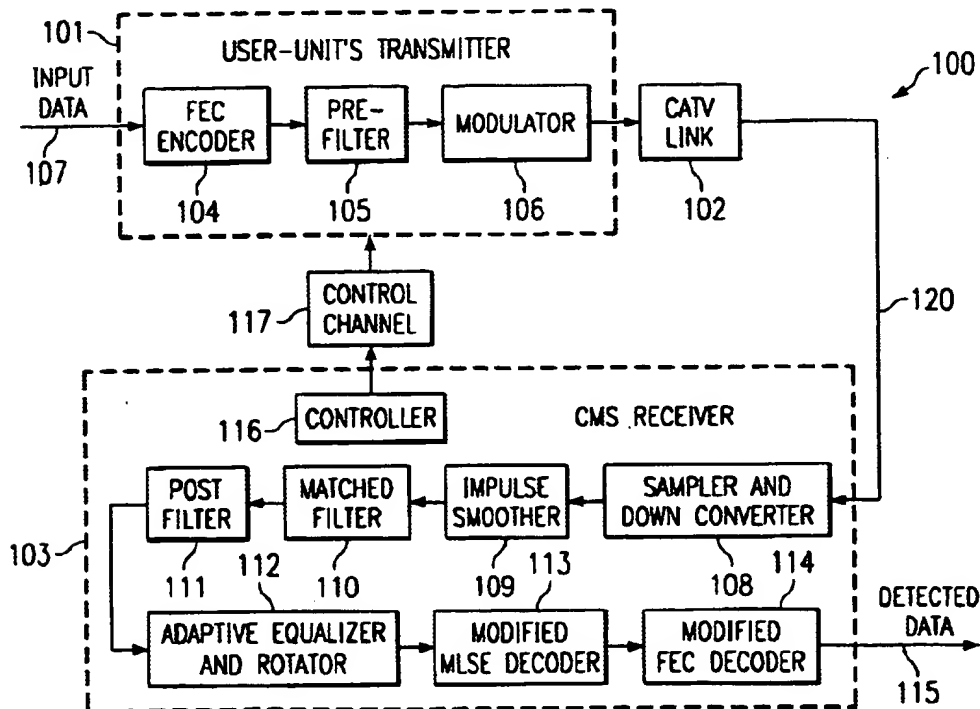 101
USER-UNIT'S TRANSMITTER
INPUT
DATA
107
FEC
ENCODER
104
PRE-
FILTER
105
MODULATOR
106
CATV
LINK
102
100
120
CONTROL
CHANNEL
117
CONTROLLER
116
CMS RECEIVER
103
POST
FILTER
111
MATCHED
FILTER
110
IMPULSE
SMOOTHER
109
SAMPLER AND
DOWN CONVERTER
108
112
ADAPTIVE EQUALIZER
AND ROTATOR
113
MODIFIED
MLSE DECODER
114
MODIFIED
FEC DECODER
DETECTED
DATA
115